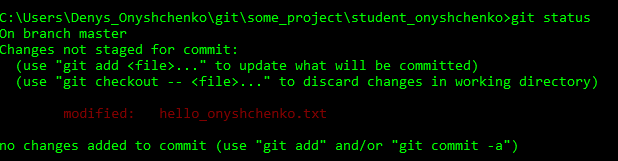 C:\Users\Denys_Onyshchenko\git\some_project\student_onyshchenko>git status
On branch master
Changes not staged for commit:
  (use "git add <file>..." to update what will be committed)
  (use "git checkout -- <file>..." to discard changes in working directory)
        modified:   hello_onyshchenko.txt
no changes added to commit (use "git add" and/or "git commit -a")